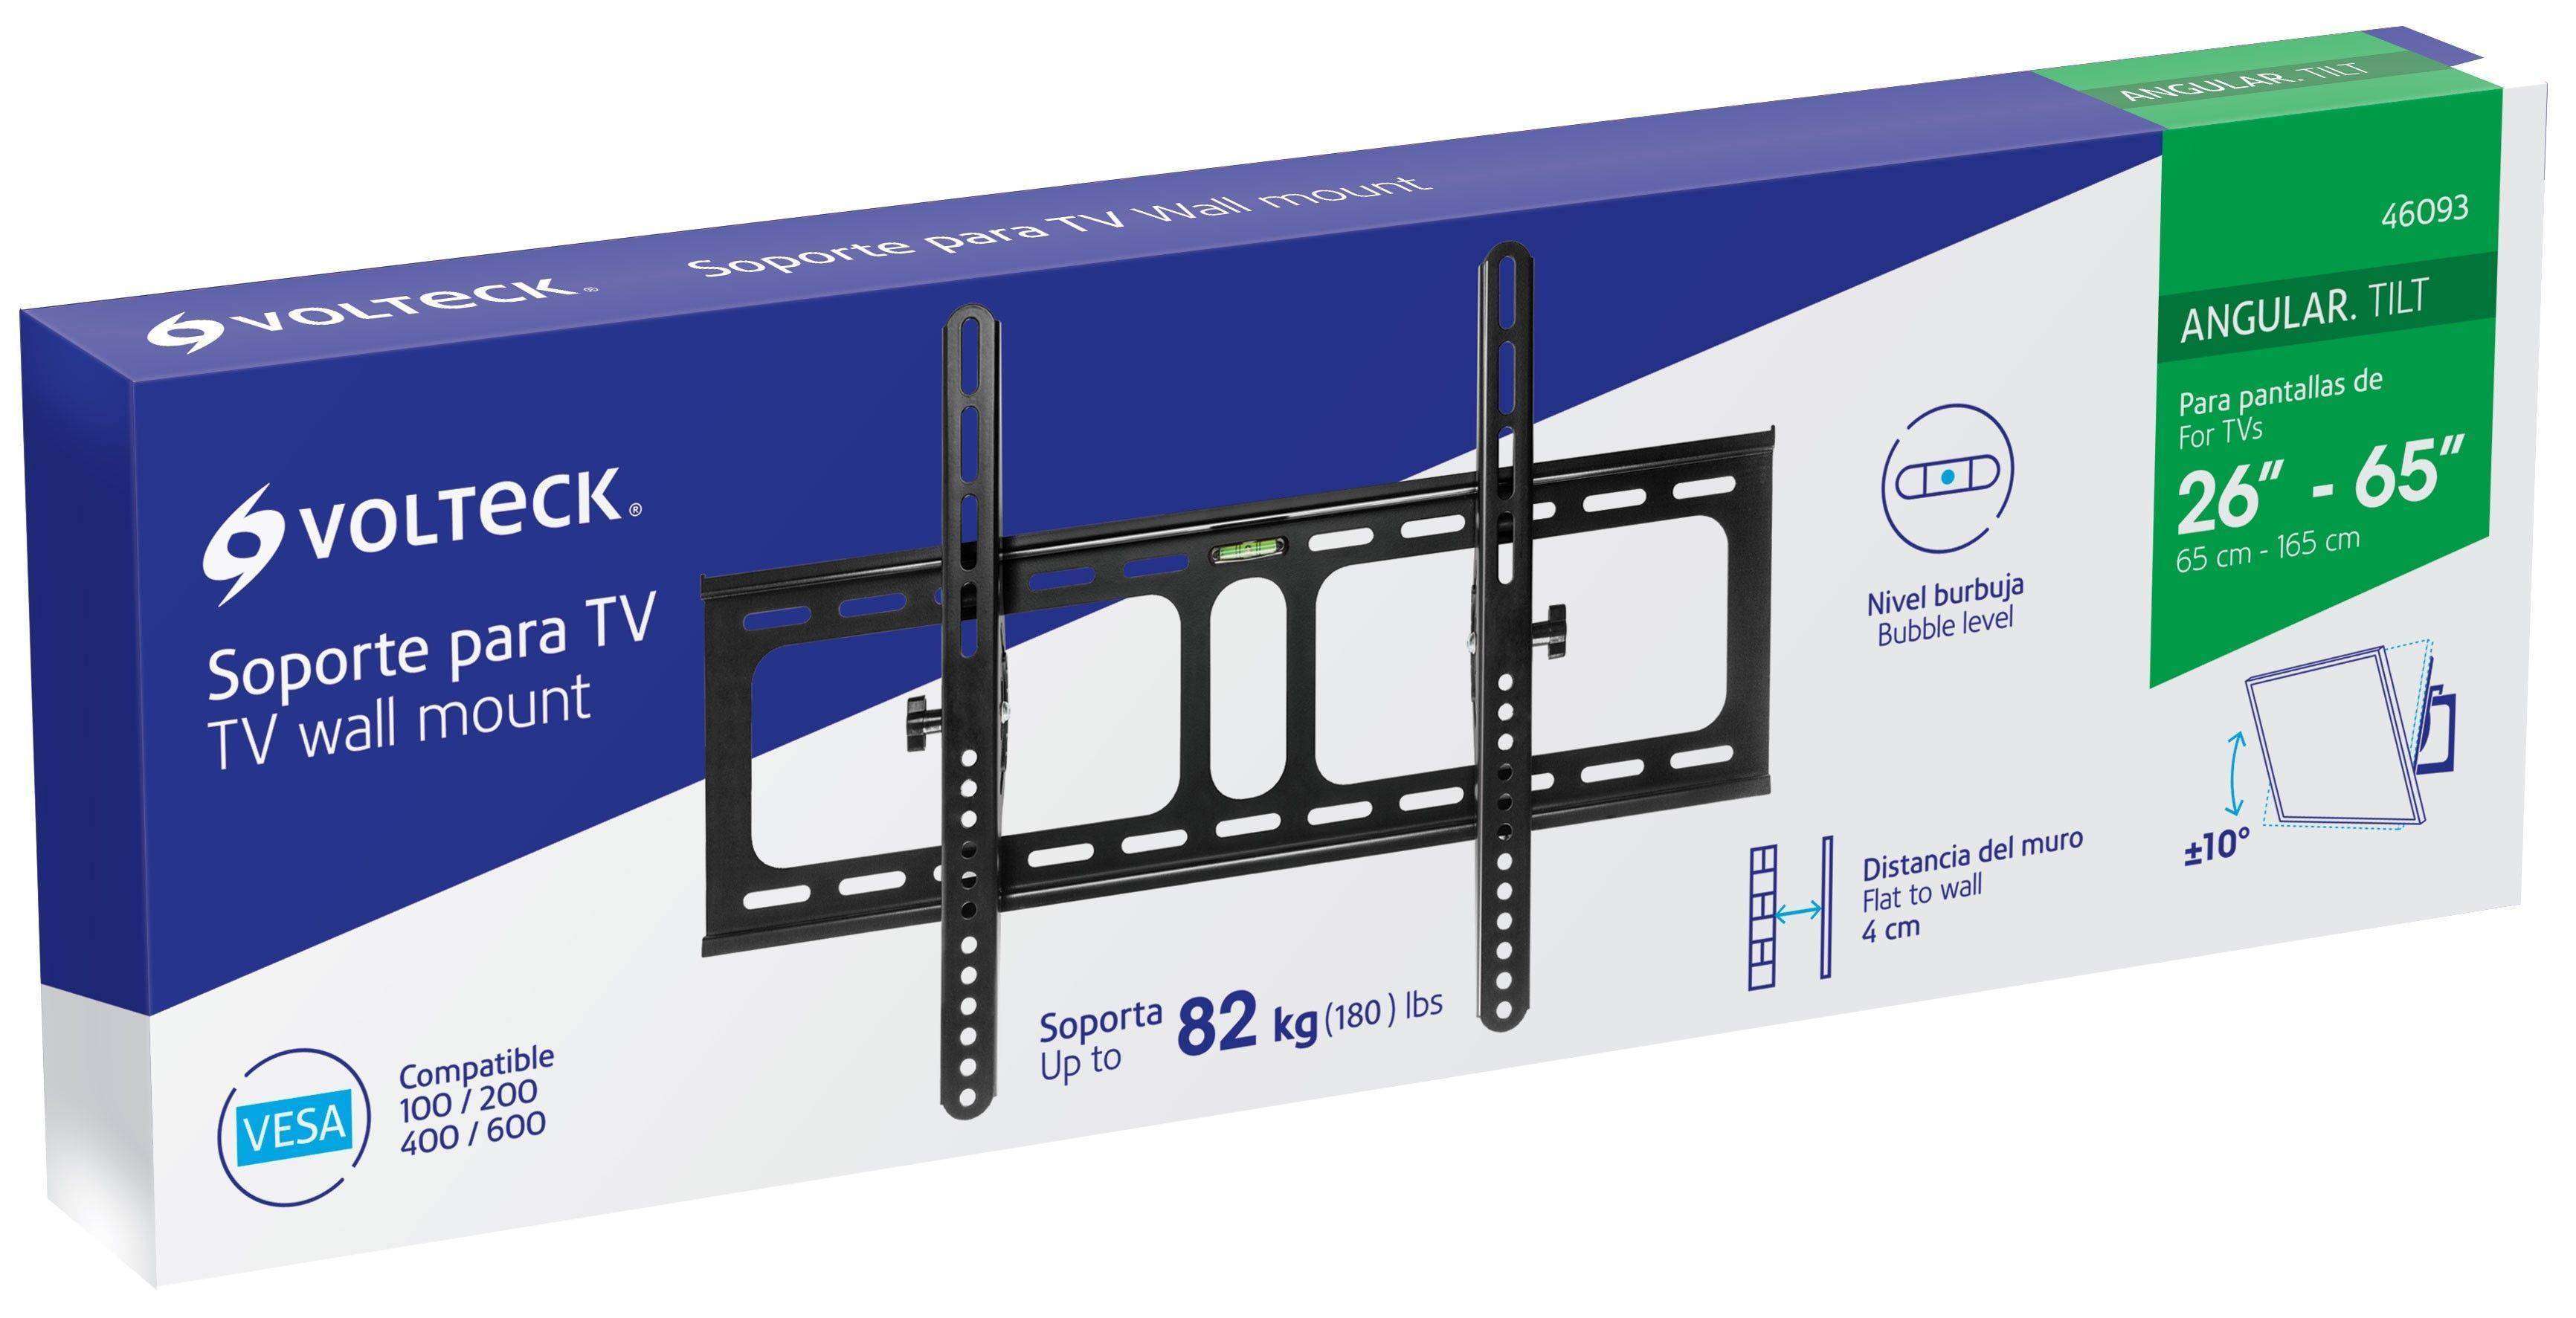 VOLTECK®
Soporte para TV Wall mount
ANGULAR. TILT
VOLTECK®
Soporte para TV
TV wall mount
46093
ANGULAR. TILT
Para pantallas de
For TVs
26” - 65”
65 cm - 165 cm
Nivel burbuja
Bubble level
±10°
Distancia del muro
Flat to wall
4 cm
Soporta
Up to
82 kg (180 ) lbs
VESA
Compatible
100 / 200
400 / 600